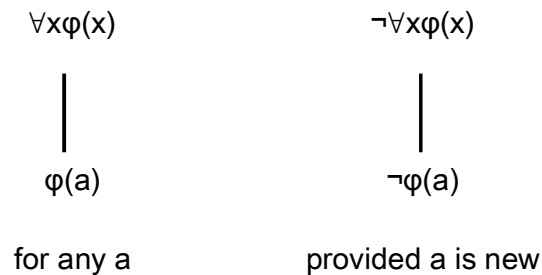 ∀xφ(x) ¬∀xφ(x)
φ(a) ¬φ(a)
for any a provided a is new